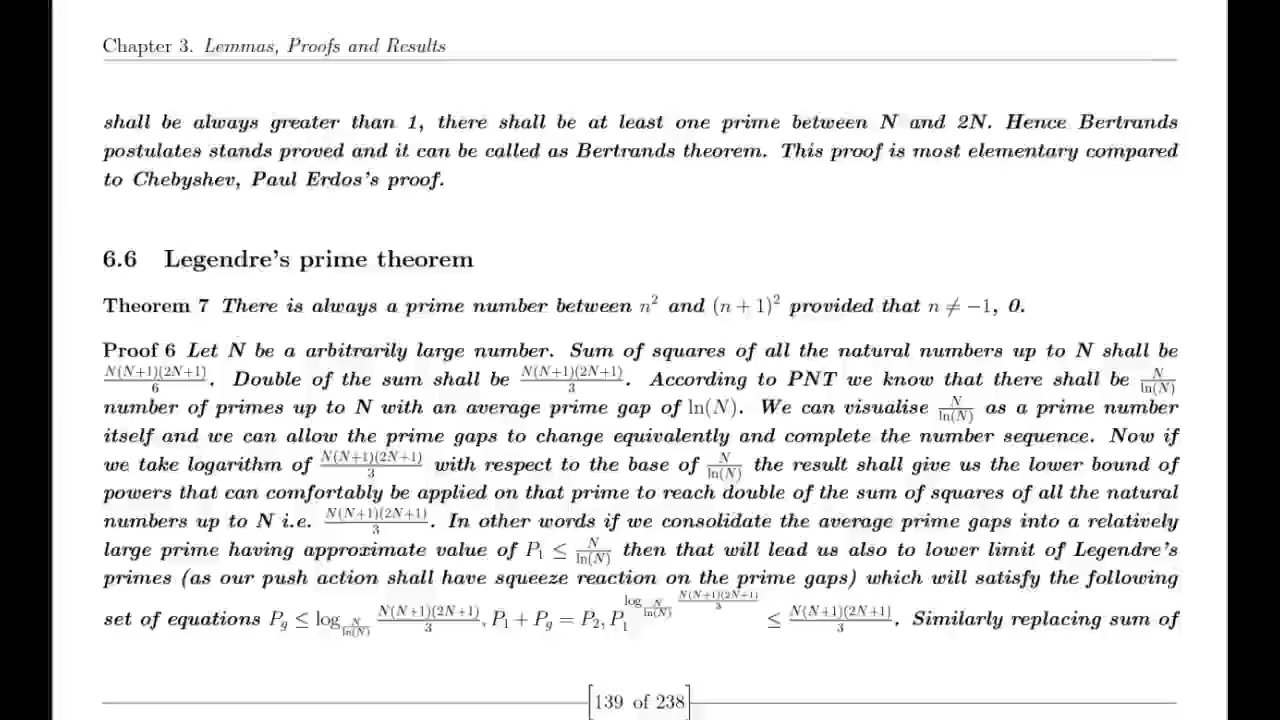 Chapter 3. Lemmas, Proofs and Results
shall be always greater than 1, there shall be at least one prime between N and 2N. Hence Bertrands
postulates stands proved and it can be called as Bertrands theorem. This proof is most elementary compared
to Chebyshev, Paul Erdos's proof.
6.6 Legendre's prime theorem
Theorem 7 There is always a prime number between n² and (n + 1)² provided that n ≠ −1, 0.
Proof 6 Let N be a arbitrarily large number. Sum of squares of all the natural numbers up to N shall be
N(N+1)(2N+1)/6. Double of the sum shall be N(N+1)(2N+1)/3. According to PNT we know that there shall be N/ln(N)
number of primes up to N with an average prime gap of ln(N). We can visualise N/ln(N) as a prime number
itself and we can allow the prime gaps to change equivalently and complete the number sequence. Now if
we take logarithm of N(N+1)(2N+1)/3 with respect to the base of N/ln(N) the result shall give us the lower bound of
powers that can comfortably be applied on that prime to reach double of the sum of squares of all the natural
numbers up to N i.e. N(N+1)(2N+1)/3. In other words if we consolidate the average prime gaps into a relatively
large prime having approximate value of P₁ ≤ N/ln(N) then that will lead us also to lower limit of Legendre's
primes (as our push action shall have squeeze reaction on the prime gaps) which will satisfy the following
set of equations P_g ≤ log_{N/ln(N)} N(N+1)(2N+1)/3, P₁ + P_g = P₂, P₁^{log_{N/ln(N)} N(N+1)(2N+1)/3} ≤ N(N+1)(2N+1)/3. Similarly replacing sum of
139 of 238